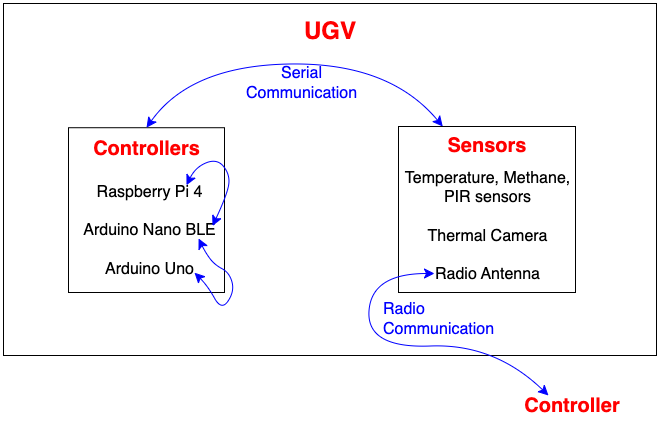 UGV
Serial
Communication
Controllers
Raspberry Pi 4
Arduino Nano BLE
Arduino Uno
Sensors
Temperature, Methane,
PIR sensors
Thermal Camera
Radio Antenna
Radio
Communication
Controller